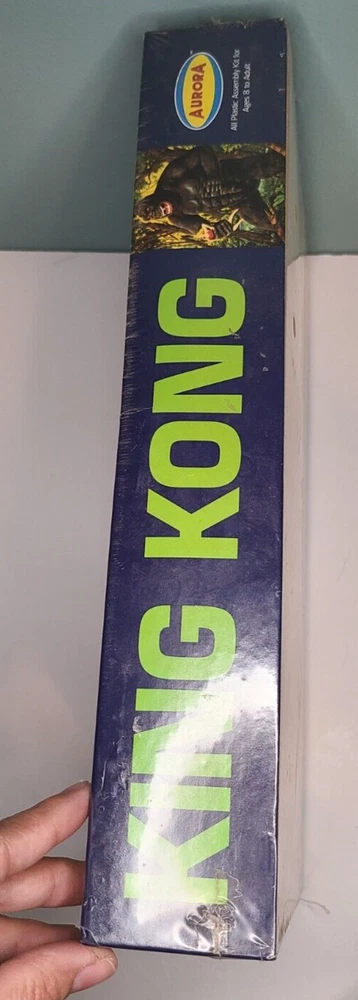 KING KONG
AURORA
All Plastic Assembly Kit for
Ages 8 to Adult